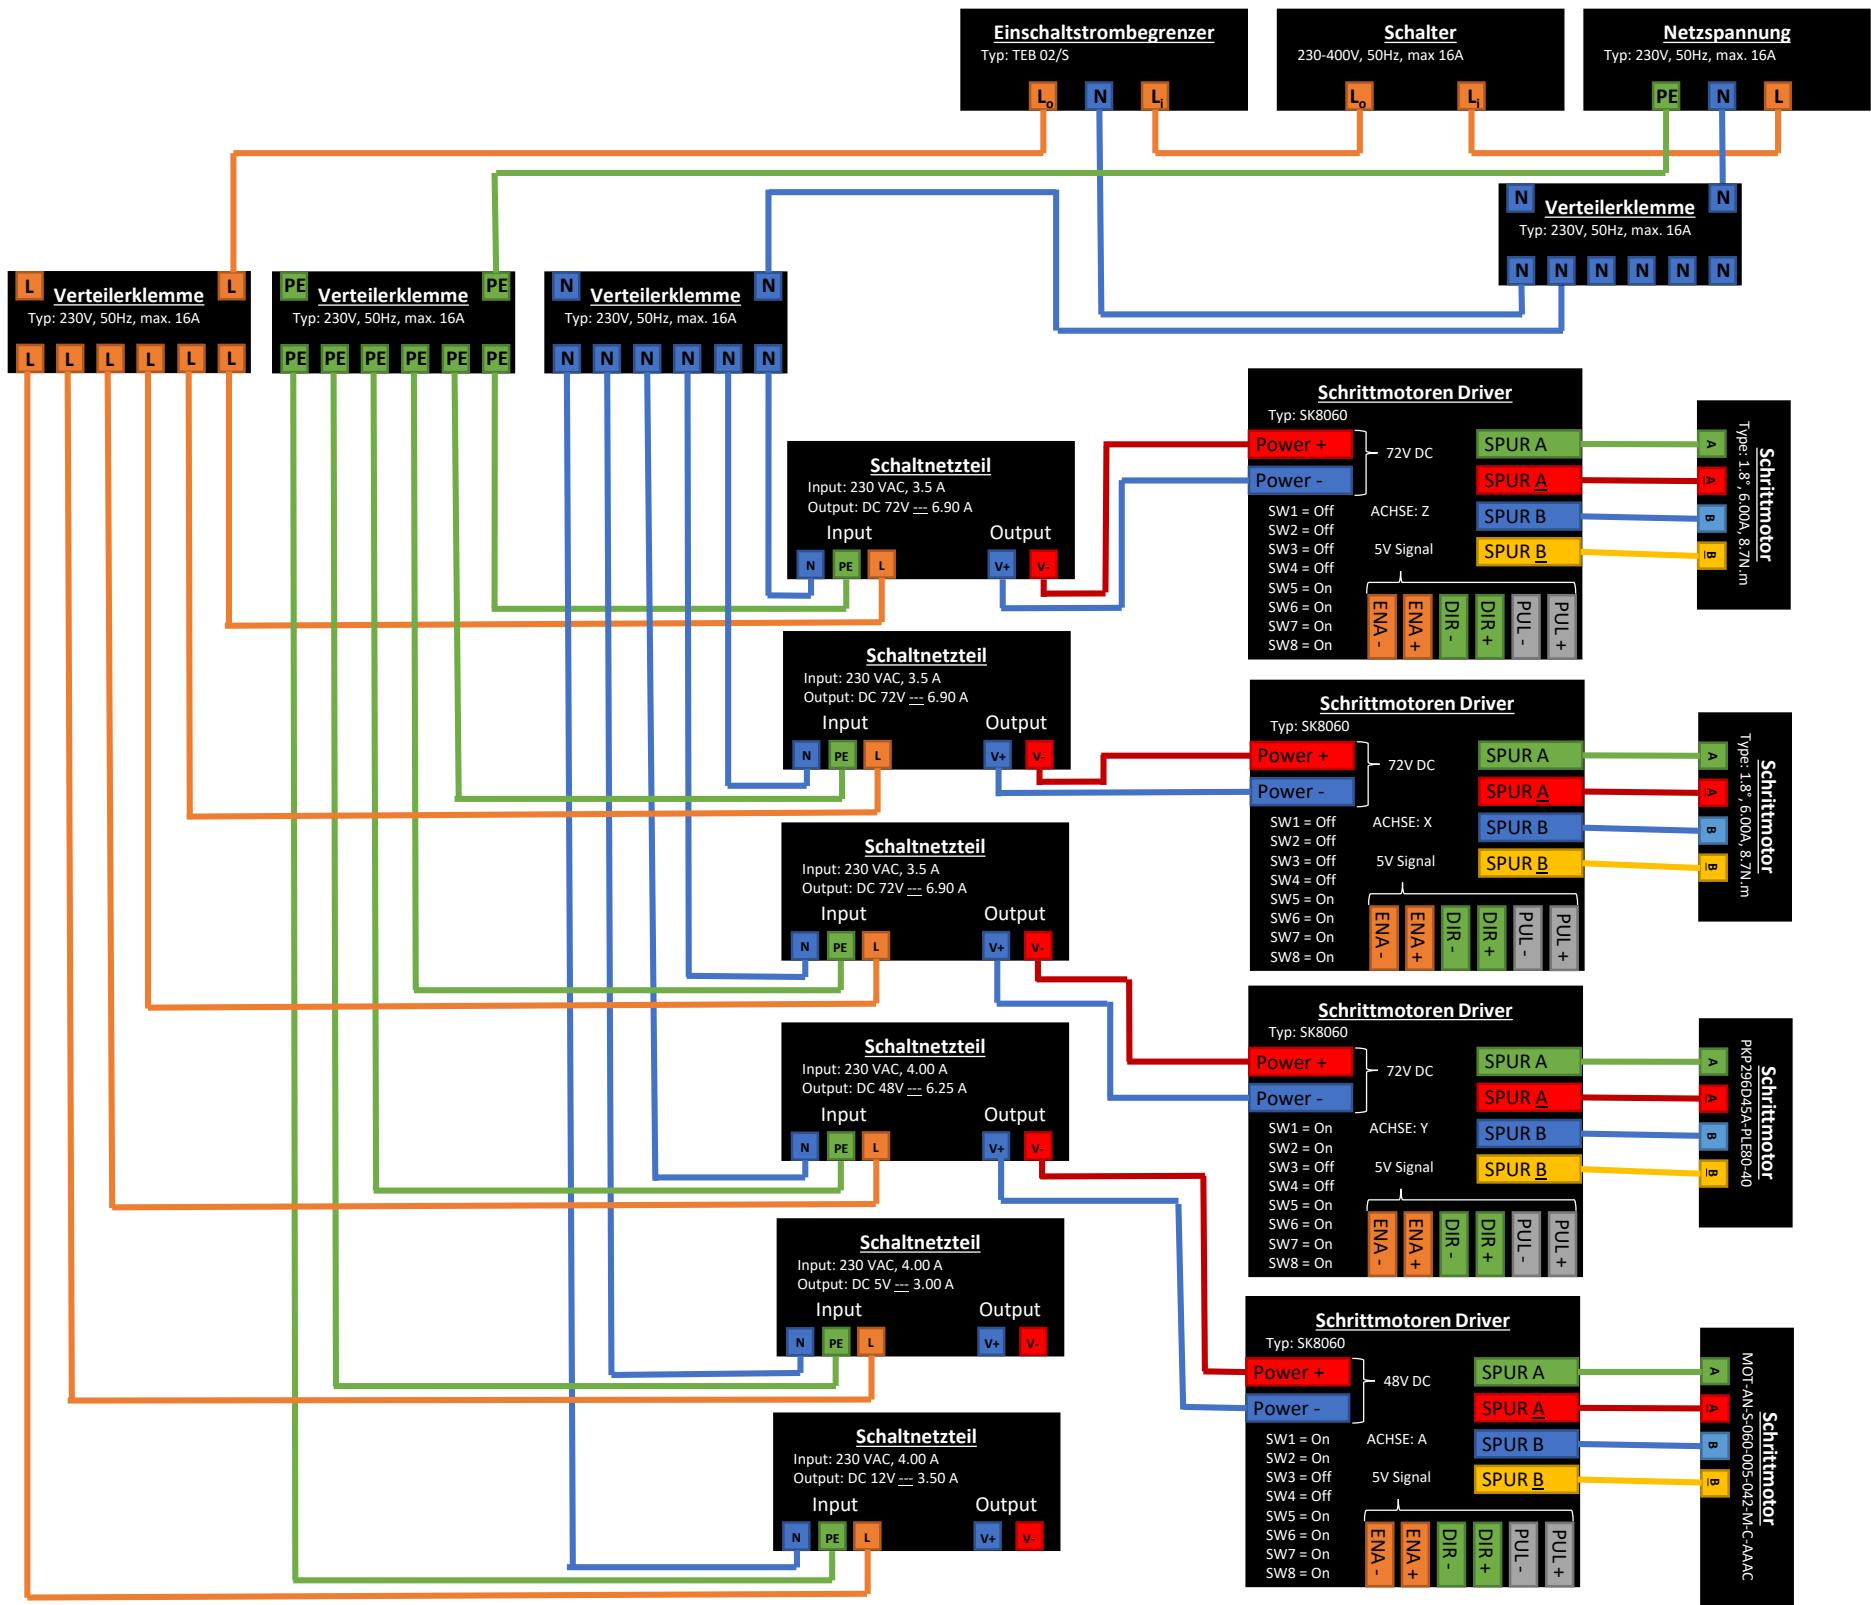 Einschaltstrombegrenzer
Typ: TEB 02/S
Lo N Li
Schalter
230-400V, 50Hz, max 16A
Lo Li
Netzspannung
Typ: 230V, 50Hz, max. 16A
PE N L
N N
Verteilerklemme
Typ: 230V, 50Hz, max. 16A
N N N N N N
L L
Verteilerklemme
Typ: 230V, 50Hz, max. 16A
L L L L L L
PE PE
Verteilerklemme
Typ: 230V, 50Hz, max. 16A
PE PE PE PE PE PE
N N
Verteilerklemme
Typ: 230V, 50Hz, max. 16A
N N N N N N
Schaltnetzteil
Input: 230 VAC, 3.5 A
Output: DC 72V --- 6.90 A
Input Output
N PE L V+ V-
Schaltnetzteil
Input: 230 VAC, 3.5 A
Output: DC 72V --- 6.90 A
Input Output
N PE L V+ V-
Schaltnetzteil
Input: 230 VAC, 3.5 A
Output: DC 72V --- 6.90 A
Input Output
N PE L V+ V-
Schaltnetzteil
Input: 230 VAC, 4.00 A
Output: DC 48V --- 6.25 A
Input Output
N PE L V+ V-
Schaltnetzteil
Input: 230 VAC, 4.00 A
Output: DC 5V --- 3.00 A
Input Output
N PE L V+ V-
Schaltnetzteil
Input: 230 VAC, 4.00 A
Output: DC 12V --- 3.50 A
Input Output
N PE L V+ V-
Schrittmotoren Driver
Typ: SK8060
Power + SPUR A
72V DC
Power - SPUR A
SW1 = Off ACHSE: Z SPUR B
SW2 = Off
SW3 = Off 5V Signal SPUR B
SW4 = Off
SW5 = On
SW6 = On
SW7 = On
SW8 = On
ENA - ENA + DIR - DIR + PUL - PUL +
Schrittmotor
Type: 1.8°, 6.00A, 8.7N.m
A A B B
Schrittmotoren Driver
Typ: SK8060
Power + SPUR A
72V DC
Power - SPUR A
SW1 = Off ACHSE: X SPUR B
SW2 = Off
SW3 = Off 5V Signal SPUR B
SW4 = Off
SW5 = On
SW6 = On
SW7 = On
SW8 = On
ENA - ENA + DIR - DIR + PUL - PUL +
Schrittmotor
Type: 1.8°, 6.00A, 8.7N.m
A A B B
Schrittmotoren Driver
Typ: SK8060
Power + SPUR A
72V DC
Power - SPUR A
SW1 = On ACHSE: Y SPUR B
SW2 = On
SW3 = Off 5V Signal SPUR B
SW4 = Off
SW5 = On
SW6 = On
SW7 = On
SW8 = On
ENA - ENA + DIR - DIR + PUL - PUL +
Schrittmotor
PKP296D45A-PLE80-40
A A B B
Schrittmotoren Driver
Typ: SK8060
Power + SPUR A
48V DC
Power - SPUR A
SW1 = On ACHSE: A SPUR B
SW2 = On
SW3 = Off 5V Signal SPUR B
SW4 = Off
SW5 = On
SW6 = On
SW7 = On
SW8 = On
ENA - ENA + DIR - DIR + PUL - PUL +
Schrittmotor
MOT-AN-S-060-005-042-M-C-AAAC
A A B B